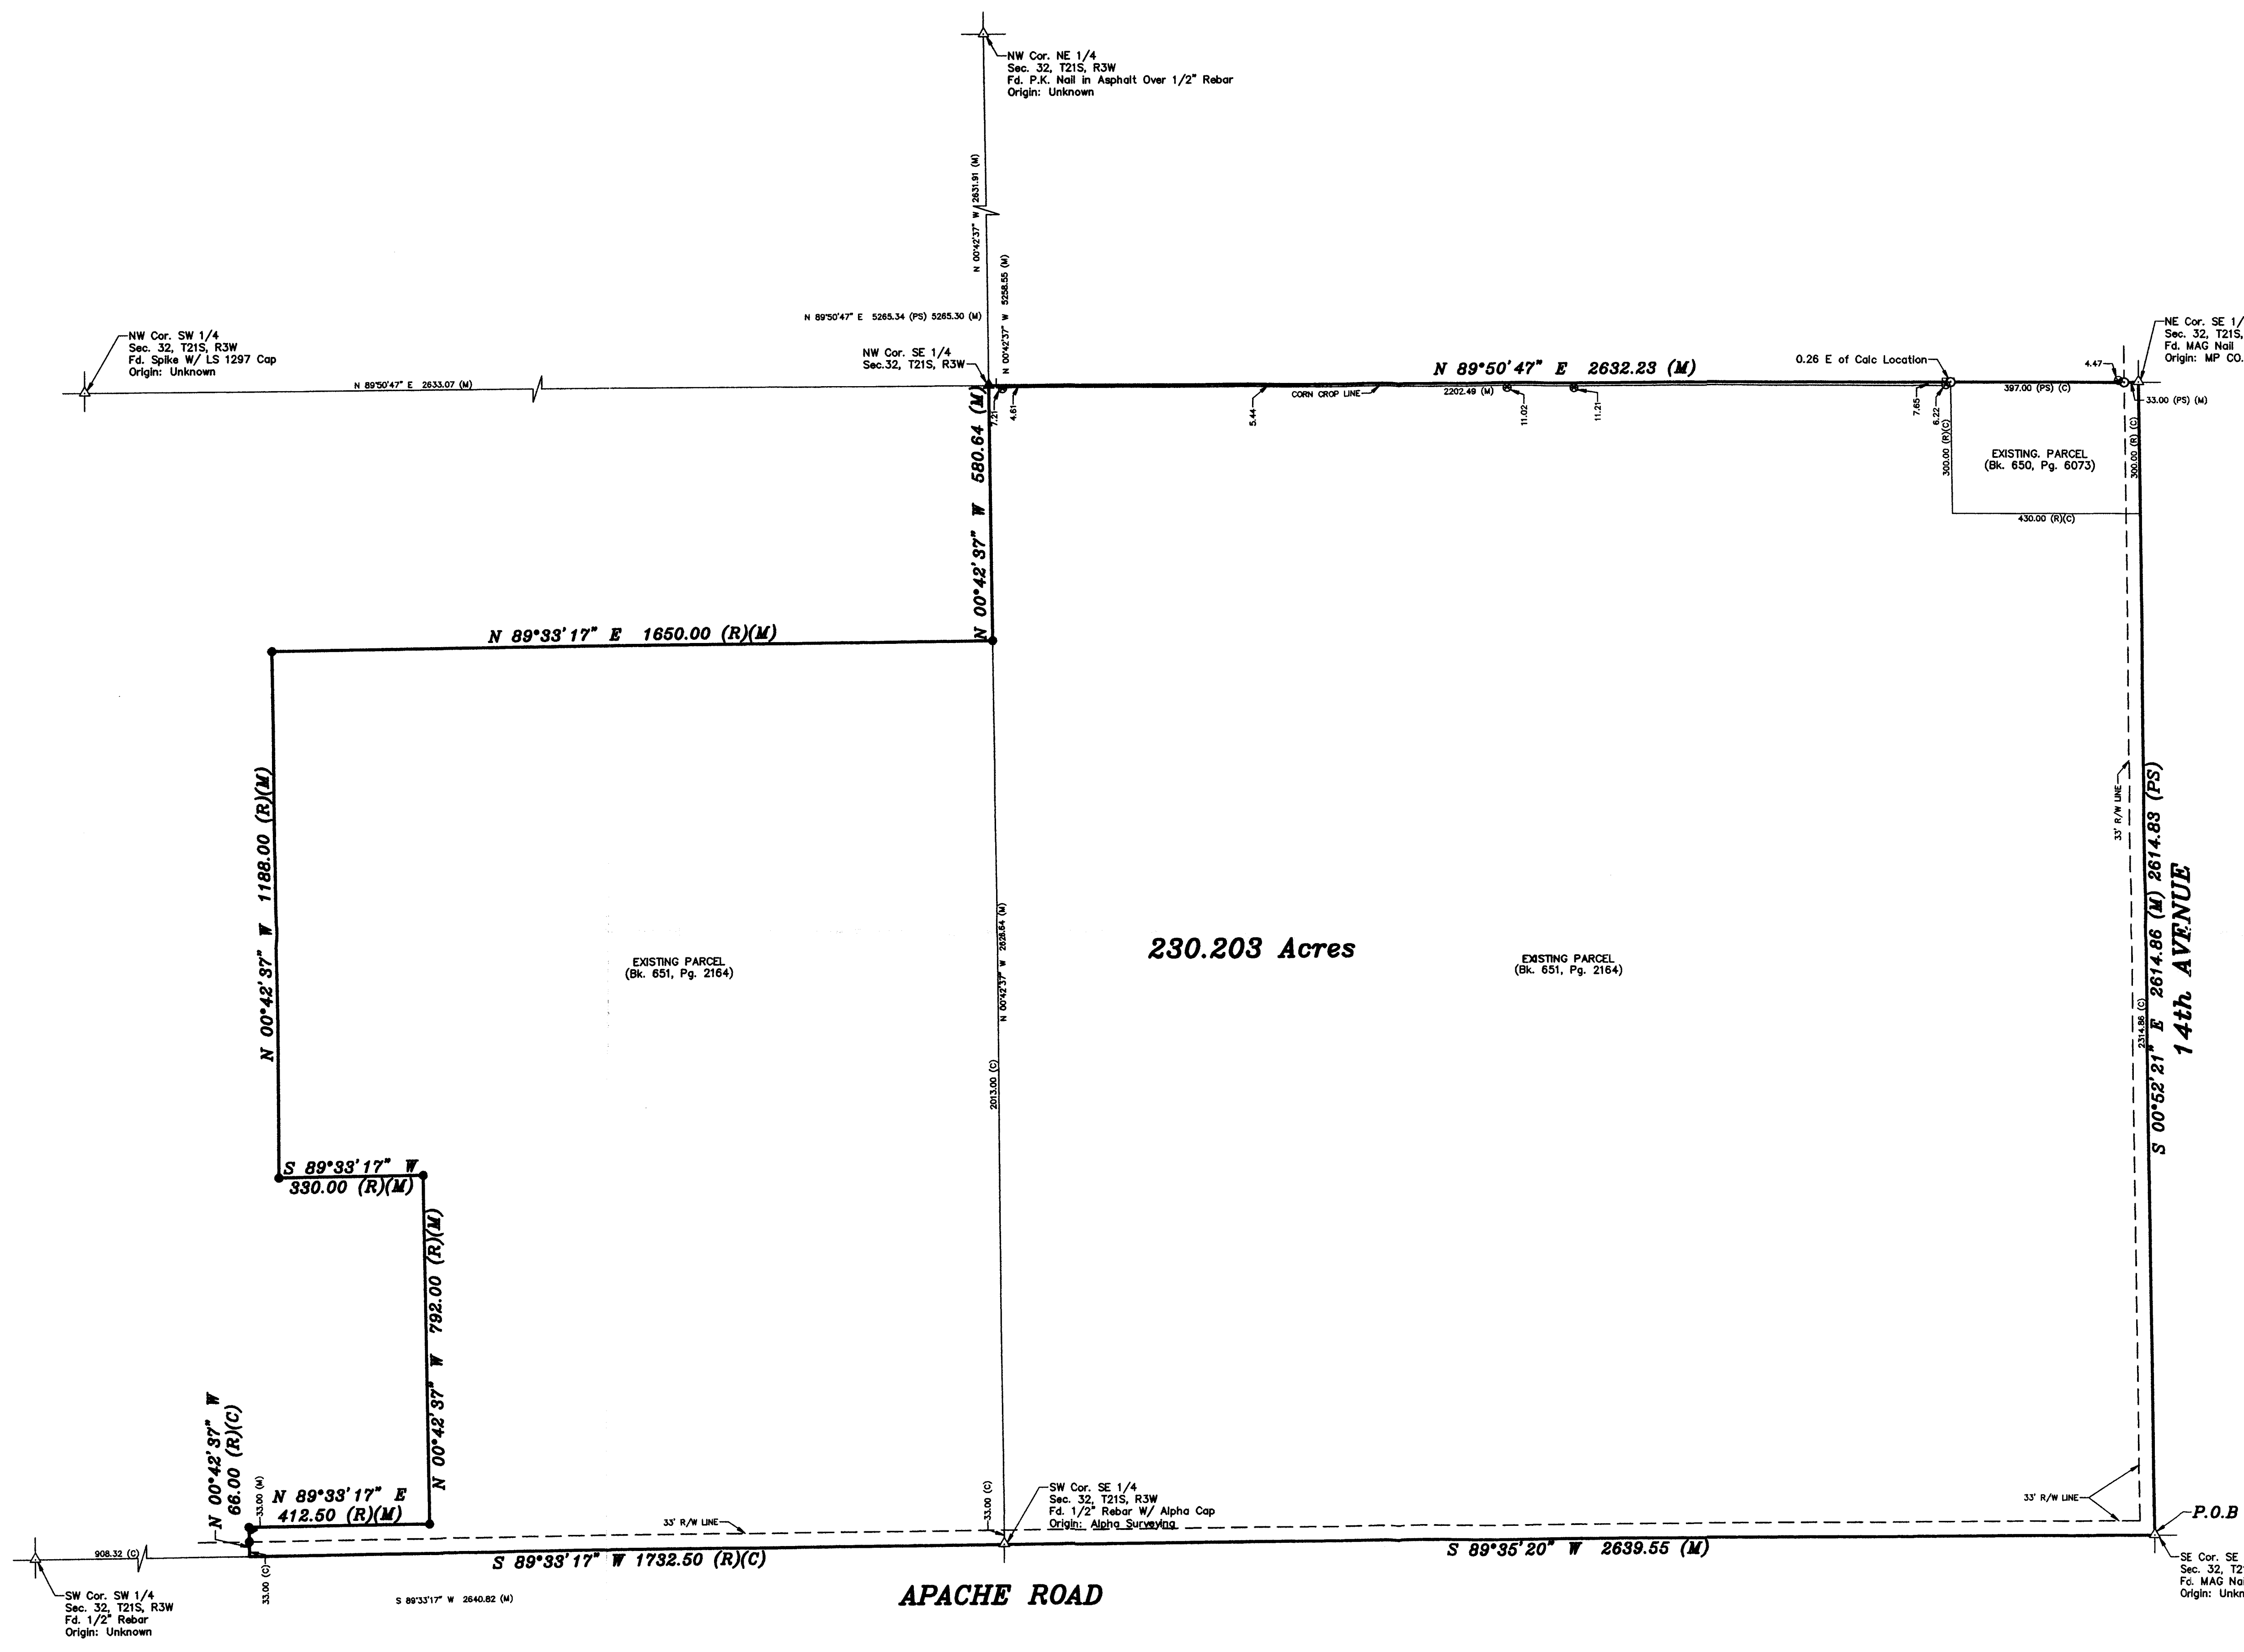 NW Cor. NE 1/4
Sec. 32, T21S, R3W
Fd. P.K. Nail in Asphalt Over 1/2" Rebar
Origin: Unknown
N 00°42'37" W 2631.91 (M)
N 00°42'37" W 5258.55 (M)
N 89°50'47" E 5265.34 (PS) 5265.30 (M)
NW Cor. SW 1/4
Sec. 32, T21S, R3W
Fd. Spike W/ LS 1297 Cap
Origin: Unknown
NW Cor. SE 1/4
Sec.32, T21S, R3W
NE Cor. SE 1/
Sec. 32, T21S,
Fd. MAG Nail
Origin: MP CO.
N 89°50'47" E 2633.07 (M)
N 89°50'47" E 2632.23 (M)
0.26 E of Calc Location
4.47
CORN CROP LINE
2202.49 (M)
397.00 (PS) (C)
33.00 (PS) (M)
7.21
4.61
5.44
11.02
11.21
7.65
6.22
300.00 (R)(C)
300.00 (R) (C)
EXISTING. PARCEL
(Bk. 650, Pg. 6073)
430.00 (R)(C)
N 00°42'37" W 580.64 (M)
N 89°33'17" E 1650.00 (R)(M)
N 00°42'37" W 1188.00 (R)(M)
33' R/W LINE
S 00°52'21" E 2614.86 (M) 2614.83 (PS)
14th AVENUE
2314.86 (C)
230.203 Acres
EXISTING PARCEL
(Bk. 651, Pg. 2164)
EXISTING PARCEL
(Bk. 651, Pg. 2164)
2013.00 (C)
S 89°33'17" W
330.00 (R)(M)
N 00°42'37" W 792.00 (R)(M)
N 00°42'37" W
66.00 (R)(C)
33.00 (M)
N 89°33'17" E
412.50 (R)(M)
33.00 (C)
SW Cor. SE 1/4
Sec. 32, T21S, R3W
Fd. 1/2" Rebar W/ Alpha Cap
Origin: Alpha Surveying
33' R/W LINE
33' R/W LINE
P.O.B
908.32 (C)
33.00 (C)
S 89°33'17" W 1732.50 (R)(C)
S 89°35'20" W 2639.55 (M)
SE Cor. SE
Sec. 32, T2
Fd. MAG Nai
Origin: Unkn
SW Cor. SW 1/4
Sec. 32, T21S, R3W
Fd. 1/2" Rebar
Origin: Unknown
S 89°33'17" W 2640.82 (M)
APACHE ROAD